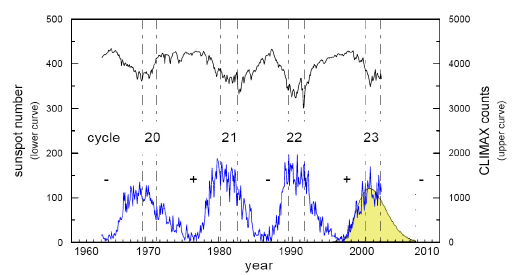 500
400
300
200
100
0
sunspot number
(lower curve)
5000
4000
3000
2000
1000
0
CLIMAX counts
(upper curve)
cycle 20 21 22 23
- + - + -
1960 1970 1980 1990 2000 2010
year